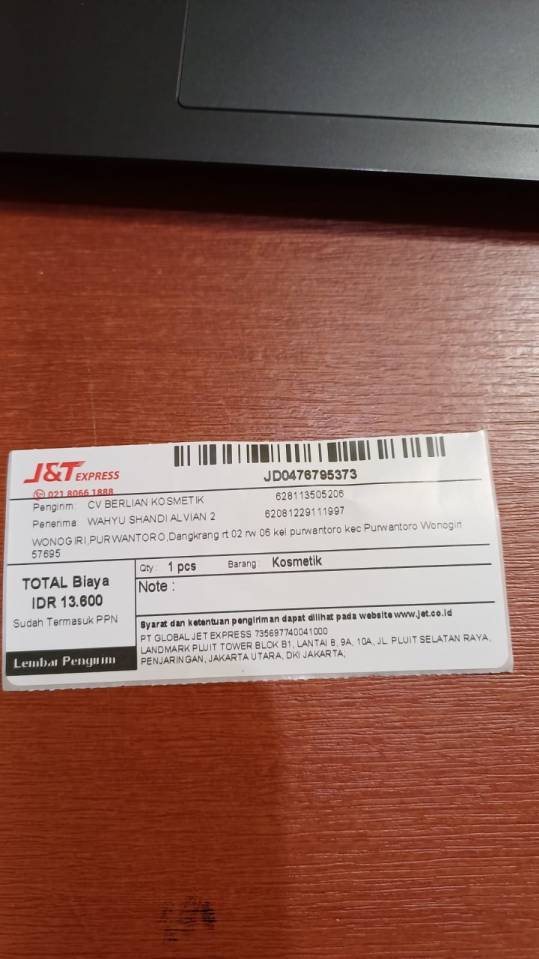 J&T EXPRESS
021 8066 1888
JD0476795373
Pengirim: CV BERLIAN KOSMETIK 628113505206
Penerima WAHYU SHANDI ALVIAN 2 62081229111997
WONOGIRI,PURWANTORO,Dangkrang rt 02 rw 06 kel purwantoro kec Purwantoro Wonogiri
57695
TOTAL Biaya
IDR 13.600
Sudah Termasuk PPN
Lembar Pengirim
Qty: 1 pcs Barang: Kosmetik
Note :
Syarat dan ketentuan pengiriman dapat dilihat pada website www.jet.co.id
PT GLOBAL JET EXPRESS 735697740041000
LANDMARK PLUIT TOWER BLOK B1, LANTAI 8, 9A, 10A, JL. PLUIT SELATAN RAYA,
PENJARINGAN, JAKARTA UTARA, DKI JAKARTA,